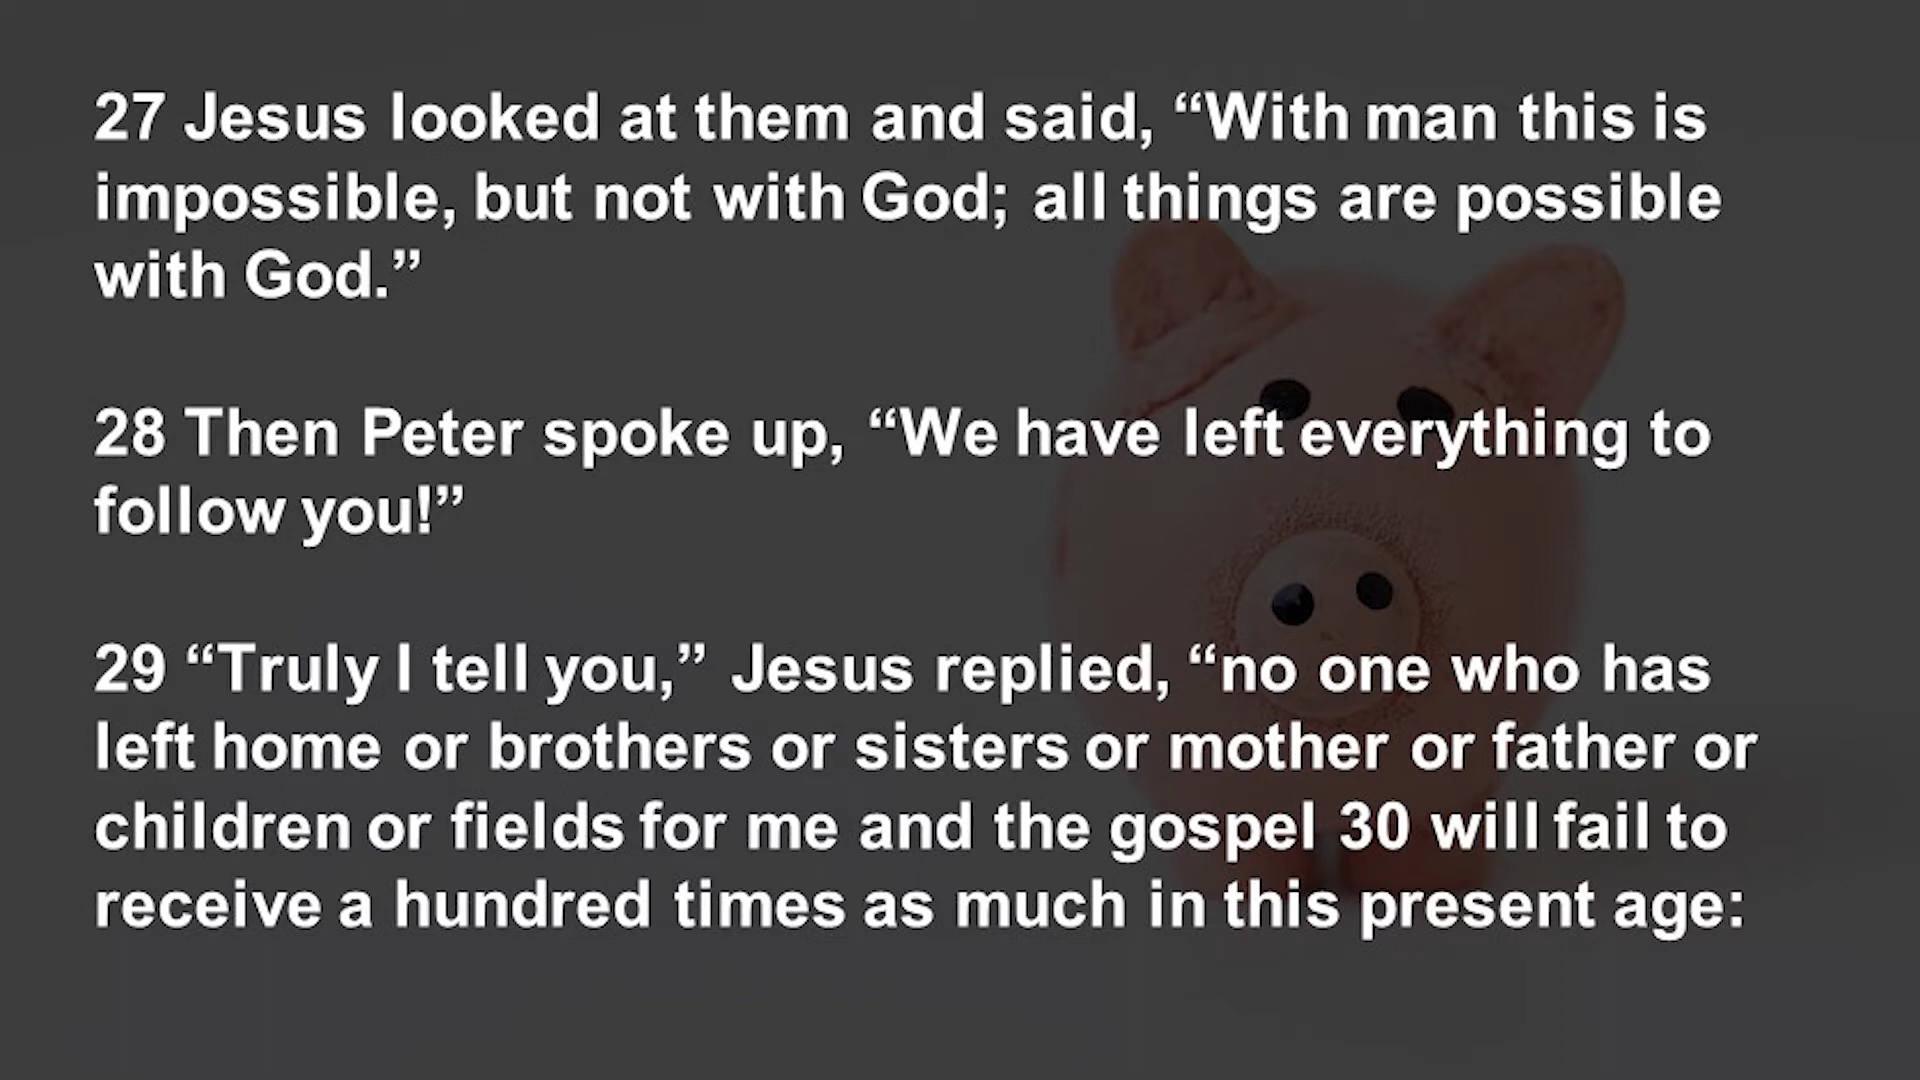 27 Jesus looked at them and said, “With man this is
impossible, but not with God; all things are possible
with God.”
28 Then Peter spoke up, “We have left everything to
follow you!”
29 “Truly I tell you,” Jesus replied, “no one who has
left home or brothers or sisters or mother or father or
children or fields for me and the gospel 30 will fail to
receive a hundred times as much in this present age: